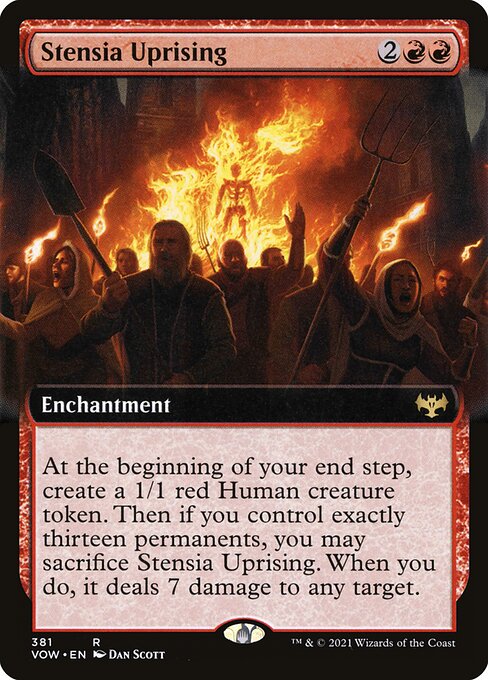 Stensia Uprising 2
Enchantment
At the beginning of your end step,
create a 1/1 red Human creature
token. Then if you control exactly
thirteen permanents, you may
sacrifice Stensia Uprising. When you
do, it deals 7 damage to any target.
381 R
VOW • EN DAN SCOTT
™ & © 2021 Wizards of the Coast